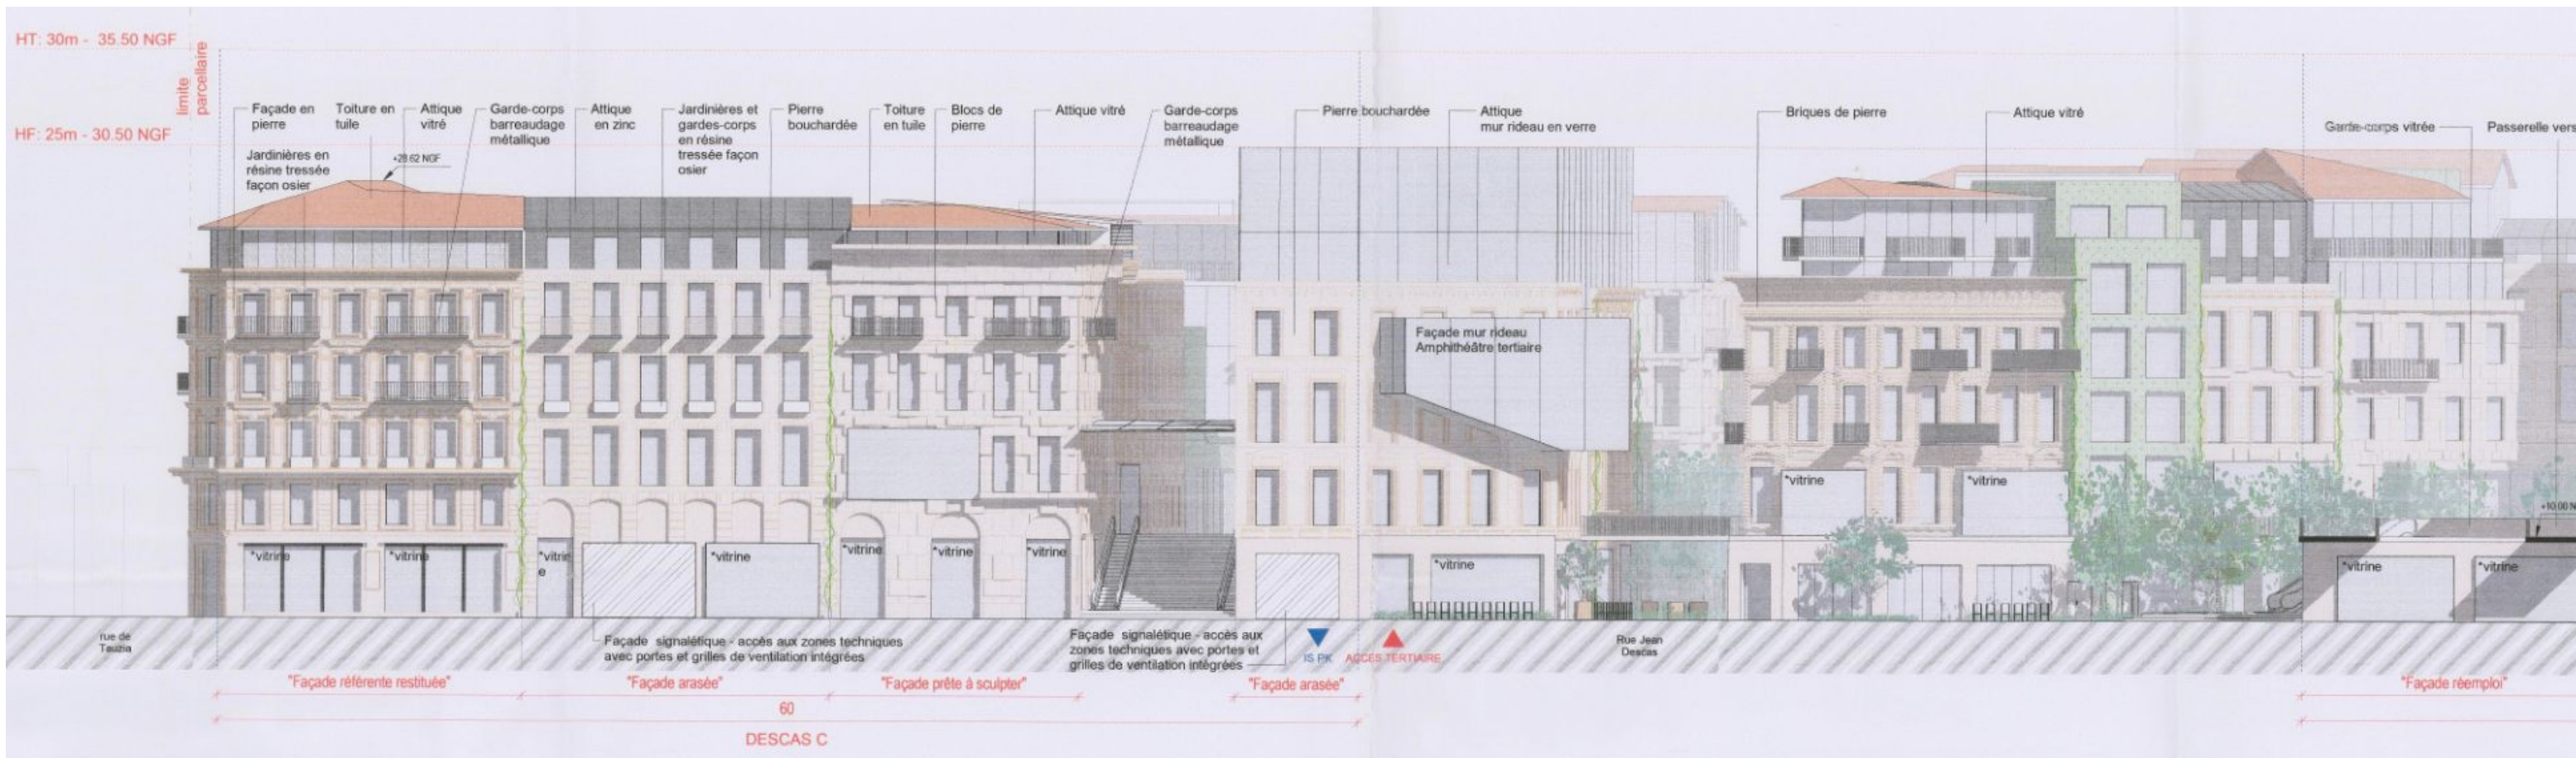 HT: 30m - 35.50 NGF
limite
parcellaire
HF: 25m - 30.50 NGF
Façade en
pierre
Jardinières en
résine tressée
façon osier
Toiture en
tuile
+28.62 NGF
Attique
vitré
Garde-corps
barreaudage
métallique
Attique
en zinc
Jardinières et
gardes-corps
en résine
tressée façon
osier
Pierre
bouchardée
Toiture
en tuile
Blocs de
pierre
Attique vitré
Garde-corps
barreaudage
métallique
Pierre bouchardée
Attique
mur rideau en verre
Briques de pierre
Attique vitré
Garde-corps vitrée
Passerelle vers
Façade mur rideau
Amphithéâtre tertiaire
*vitrine
*vitrine
*vitrin
e
*vitrine
*vitrine
*vitrine
*vitrine
*vitrine
*vitrine
*vitrine
+10.00 N
*vitrine
*vitrine
rue de
Tauzia
Façade signalétique - accès aux zones techniques
avec portes et grilles de ventilation intégrées
Façade signalétique - accès aux
zones techniques avec portes et
grilles de ventilation intégrées
IS PK
ACCES TERTIAIRE
Rue Jean
Descas
"Façade référente restituée"
"Façade arasée"
"Façade prête à sculpter"
"Façade arasée"
"Façade réemploi"
60
DESCAS C